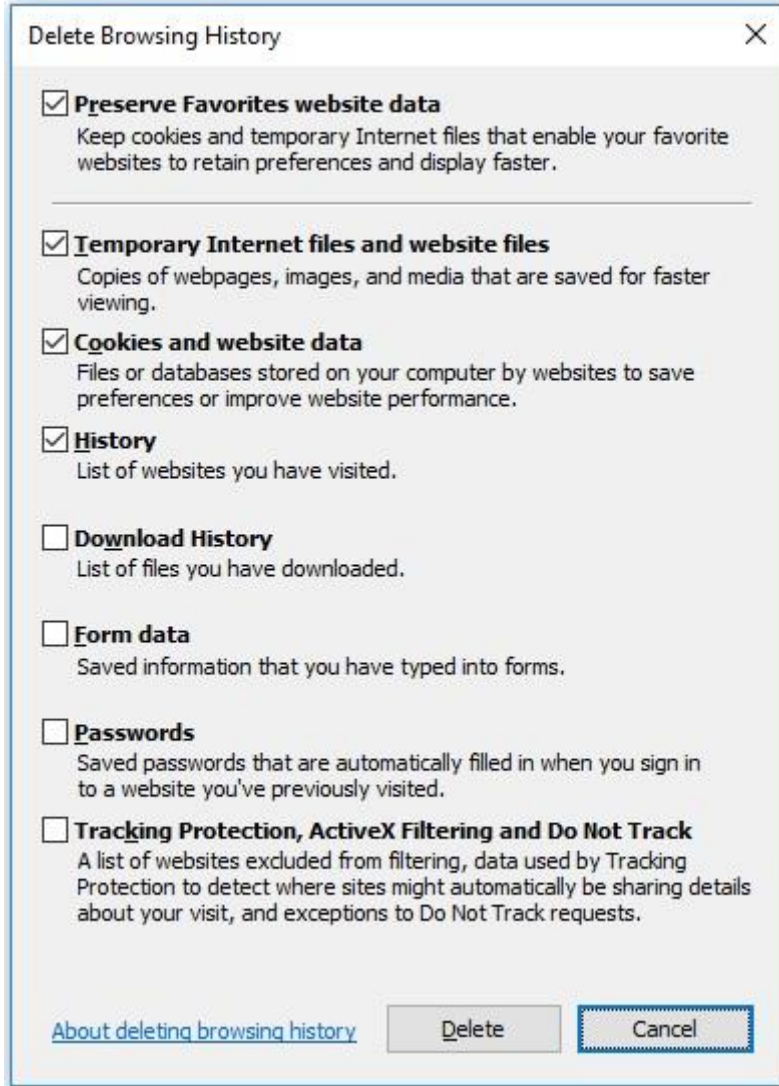 Delete Browsing History
Preserve Favorites website data
Keep cookies and temporary Internet files that enable your favorite
websites to retain preferences and display faster.
Temporary Internet files and website files
Copies of webpages, images, and media that are saved for faster
viewing.
Cookies and website data
Files or databases stored on your computer by websites to save
preferences or improve website performance.
History
List of websites you have visited.
Download History
List of files you have downloaded.
Form data
Saved information that you have typed into forms.
Passwords
Saved passwords that are automatically filled in when you sign in
to a website you've previously visited.
Tracking Protection, ActiveX Filtering and Do Not Track
A list of websites excluded from filtering, data used by Tracking
Protection to detect where sites might automatically be sharing details
about your visit, and exceptions to Do Not Track requests.
About deleting browsing history Delete Cancel